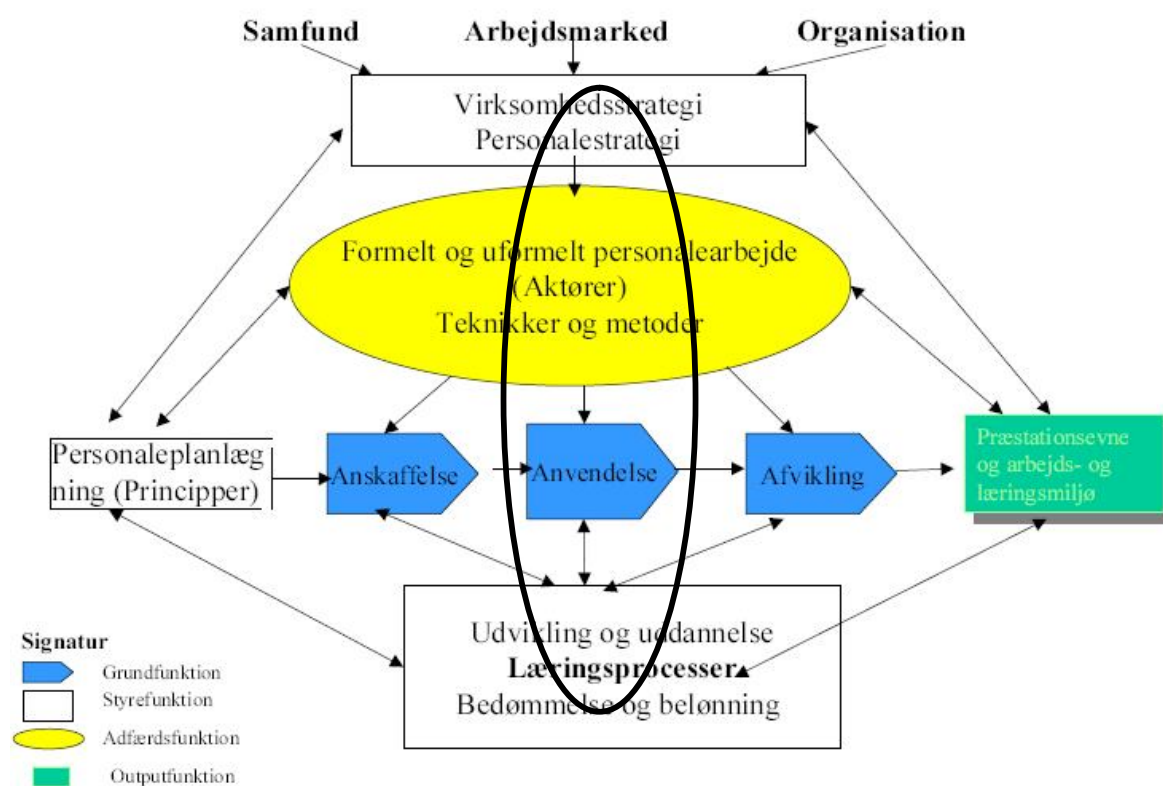 Samfund
Arbejdsmarked
Organisation
Virksomhedsstrategi
Personalestrategi
Formelt og uformelt personalearbejde
(Aktører)
Teknikker og metoder
Personaleplanlæg
ning (Principper)
Anskaffelse
Anvendelse
Afvikling
Præstationsevne
og arbejds- og
læringsmiljø
Udvikling og uddannelse
Læringsprocesser
Bedømmelse og belønning
Signatur
Grundfunktion
Styrefunktion
Adfærdsfunktion
Outputfunktion